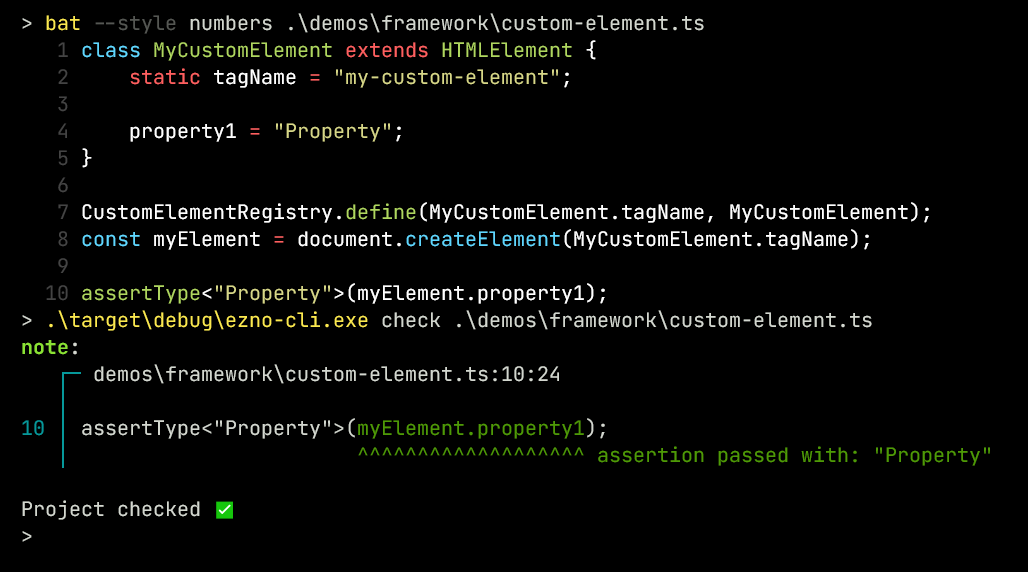 > bat --style numbers .\demos\framework\custom-element.ts
1 class MyCustomElement extends HTMLElement {
2     static tagName = "my-custom-element";
3
4     property1 = "Property";
5 }
6
7 CustomElementRegistry.define(MyCustomElement.tagName, MyCustomElement);
8 const myElement = document.createElement(MyCustomElement.tagName);
9
10 assertType<"Property">(myElement.property1);
> .\target\debug\ezno-cli.exe check .\demos\framework\custom-element.ts
note:
demos\framework\custom-element.ts:10:24
10 assertType<"Property">(myElement.property1);
^^^^^^^^^^^^^^^^^^^ assertion passed with: "Property"
Project checked ✅
>